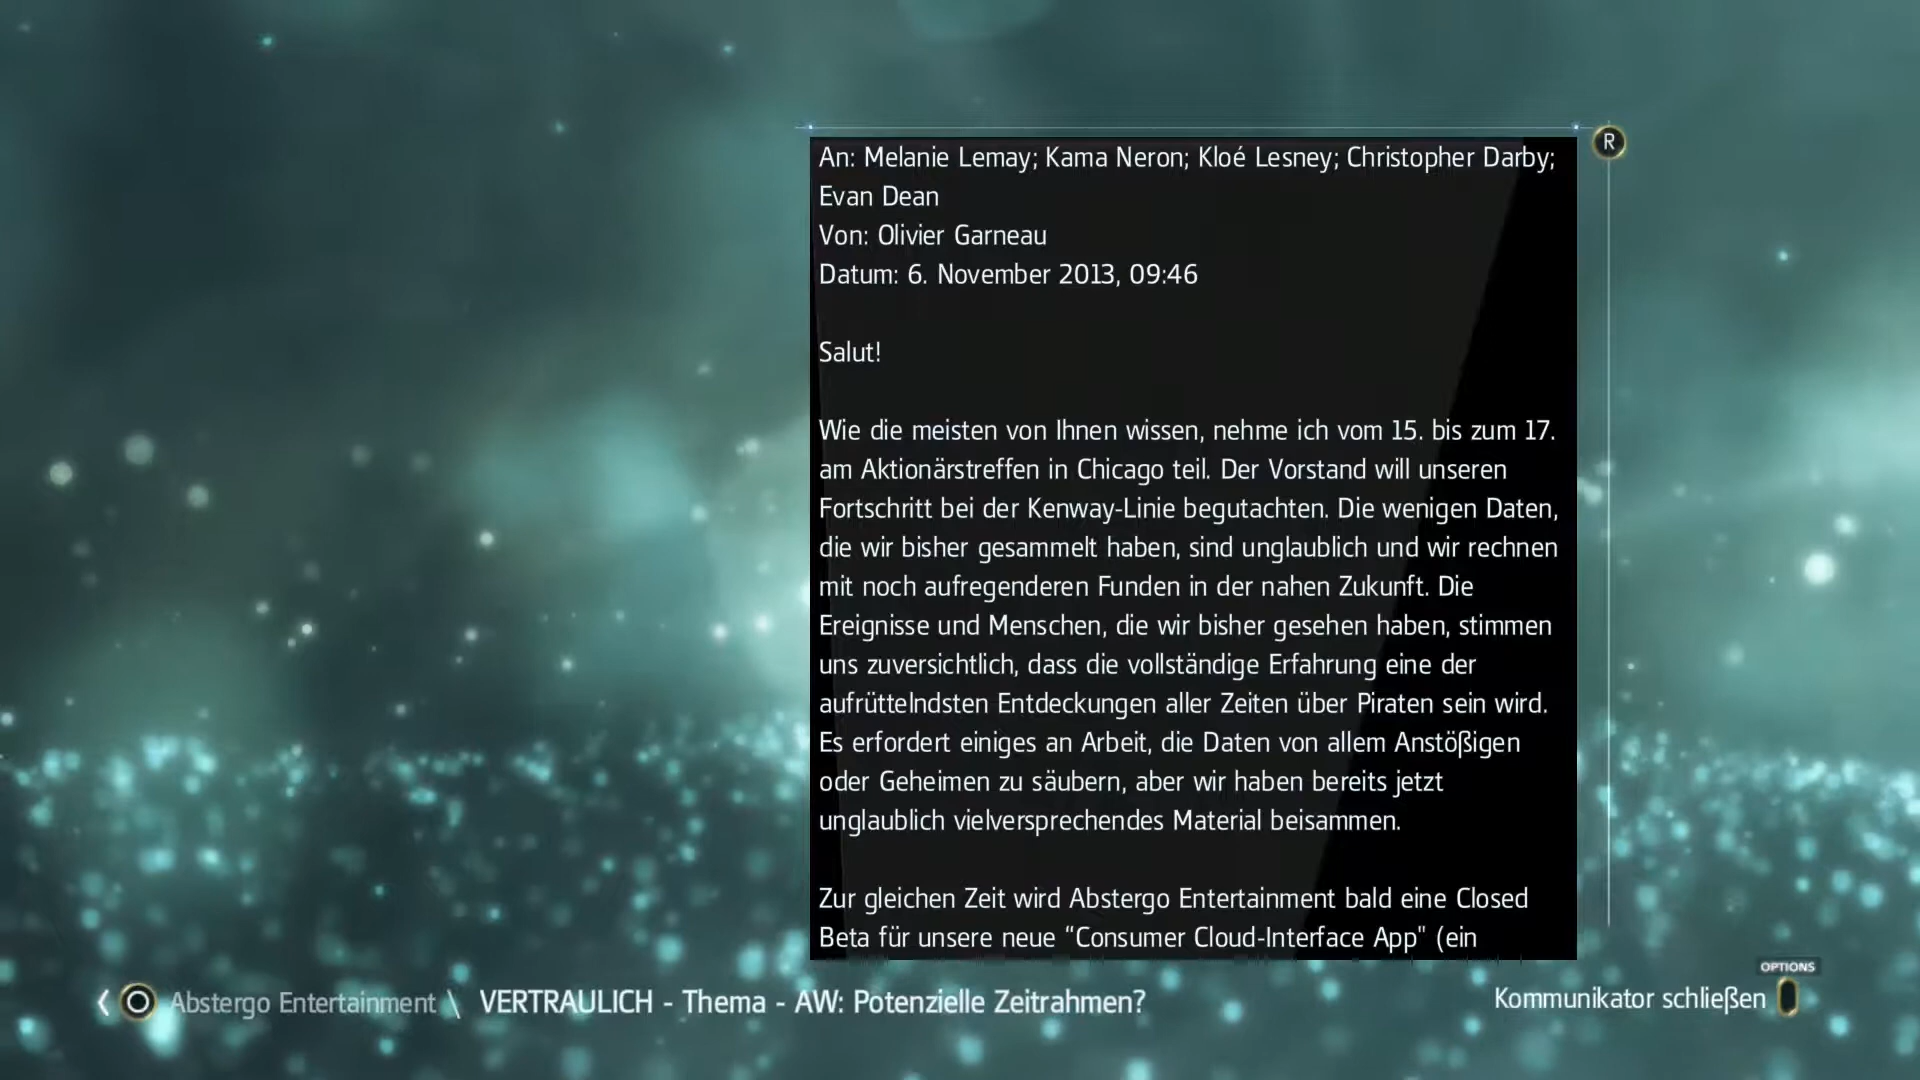 An: Melanie Lemay; Kama Neron; Kloé Lesney; Christopher Darby;
Evan Dean
Von: Olivier Garneau
Datum: 6. November 2013, 09:46
Salut!
Wie die meisten von Ihnen wissen, nehme ich vom 15. bis zum 17.
am Aktionärstreffen in Chicago teil. Der Vorstand will unseren
Fortschritt bei der Kenway-Linie begutachten. Die wenigen Daten,
die wir bisher gesammelt haben, sind unglaublich und wir rechnen
mit noch aufregenderen Funden in der nahen Zukunft. Die
Ereignisse und Menschen, die wir bisher gesehen haben, stimmen
uns zuversichtlich, dass die vollständige Erfahrung eine der
aufrüttelndsten Entdeckungen aller Zeiten über Piraten sein wird.
Es erfordert einiges an Arbeit, die Daten von allem Anstößigen
oder Geheimen zu säubern, aber wir haben bereits jetzt
unglaublich vielversprechendes Material beisammen.
Zur gleichen Zeit wird Abstergo Entertainment bald eine Closed
Beta für unsere neue “Consumer Cloud-Interface App" (ein
R
Abstergo Entertainment \ VERTRAULICH - Thema - AW: Potenzielle Zeitrahmen?
OPTIONS
Kommunikator schließen